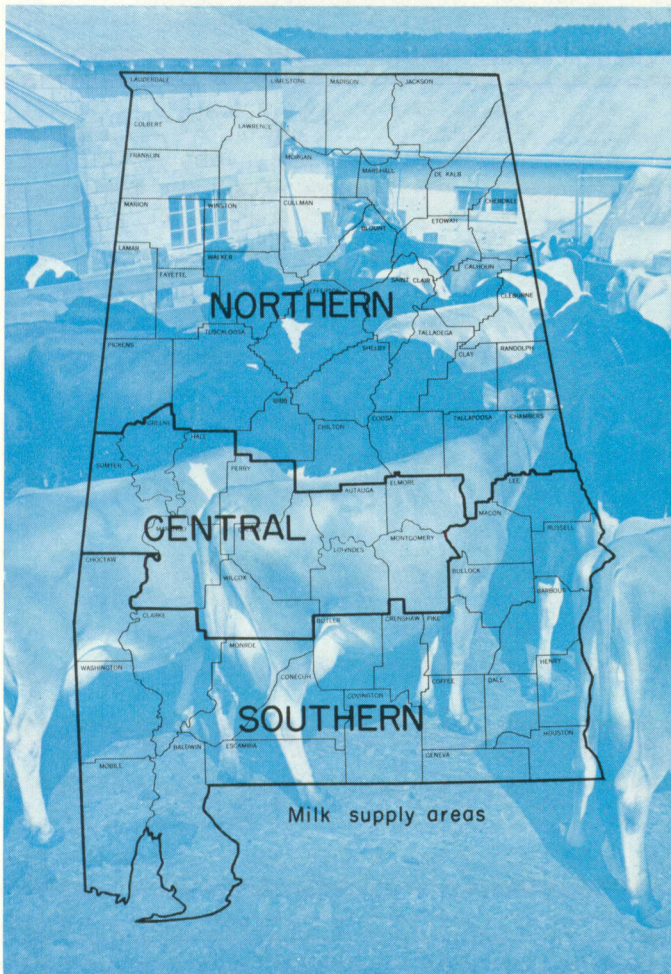 LAUDERDALE
LIMESTONE
MADISON
JACKSON
COLBERT
LAWRENCE
FRANKLIN
MORGAN
MARSHALL
DE KALB
MARION
WINSTON
CULLMAN
CHEROKEE
ETOWAH
BLOUNT
LAMAR
FAYETTE
WALKER
CALHOUN
SAINT CLAIR
CLEBURNE
NORTHERN
TUSCALOOSA
TALLADEGA
PICKENS
SHELBY
CLAY
RANDOLPH
BIBB
CHILTON
COOSA
TALLAPOOSA
CHAMBERS
GREENE
HALE
SUMTER
PERRY
AUTAUGA
ELMORE
LEE
MACON
CENTRAL
RUSSELL
MONTGOMERY
LOWNDES
CHOCTAW
BULLOCK
WILCOX
BARBOUR
CLARKE
BUTLER
CRENSHAW
PIKE
MONROE
WASHINGTON
CONECUH
HENRY
COVINGTON
COFFEE
DALE
SOUTHERN
HOUSTON
BALDWIN
ESCAMBIA
GENEVA
MOBILE
Milk supply areas